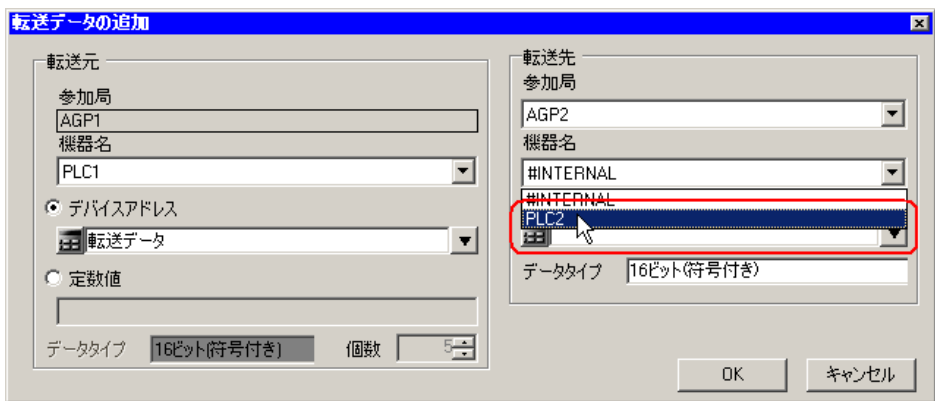 転送データの追加
転送元
参加局
AGP1
機器名
PLC1
デバイスアドレス
転送データ
定数値
データタイプ 16ビット(符号付き) 個数 5
転送先
参加局
AGP2
機器名
#INTERNAL
#INTERNAL
PLC2
データタイプ 16ビット(符号付き)
OK キャンセル